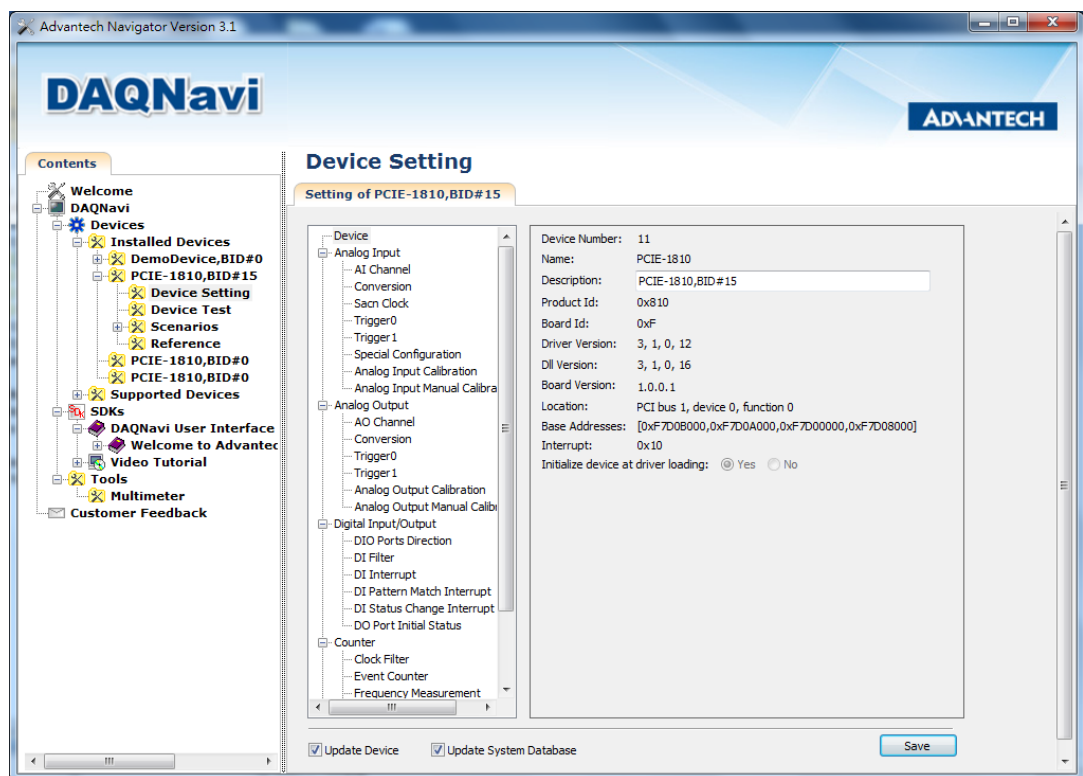 Advantech Navigator Version 3.1
DAQNavi
ADVANTECH
Contents
Welcome
DAQNavi
Devices
Installed Devices
DemoDevice,BID#0
PCIE-1810,BID#15
Device Setting
Device Test
Scenarios
Reference
PCIE-1810,BID#0
PCIE-1810,BID#0
Supported Devices
SDKs
DAQNavi User Interface
Welcome to Advantec
Video Tutorial
Tools
Multimeter
Customer Feedback
Device Setting
Setting of PCIE-1810,BID#15
Device
Analog Input
AI Channel
Conversion
Sacn Clock
Trigger0
Trigger1
Special Configuration
Analog Input Calibration
Analog Input Manual Calibra
Analog Output
AO Channel
Conversion
Trigger0
Trigger1
Analog Output Calibration
Analog Output Manual Calib
Digital Input/Output
DIO Ports Direction
DI Filter
DI Interrupt
DI Pattern Match Interrupt
DI Status Change Interrupt
DO Port Initial Status
Counter
Clock Filter
Event Counter
Frequency Measurement
Device Number: 11
Name: PCIE-1810
Description: PCIE-1810,BID#15
Product Id: 0x810
Board Id: 0xF
Driver Version: 3, 1, 0, 12
Dll Version: 3, 1, 0, 16
Board Version: 1.0.0.1
Location: PCI bus 1, device 0, function 0
Base Addresses: [0xF7D0B000,0xF7D0A000,0xF7D00000,0xF7D08000]
Interrupt: 0x10
Initialize device at driver loading: Yes No
Update Device Update System Database Save